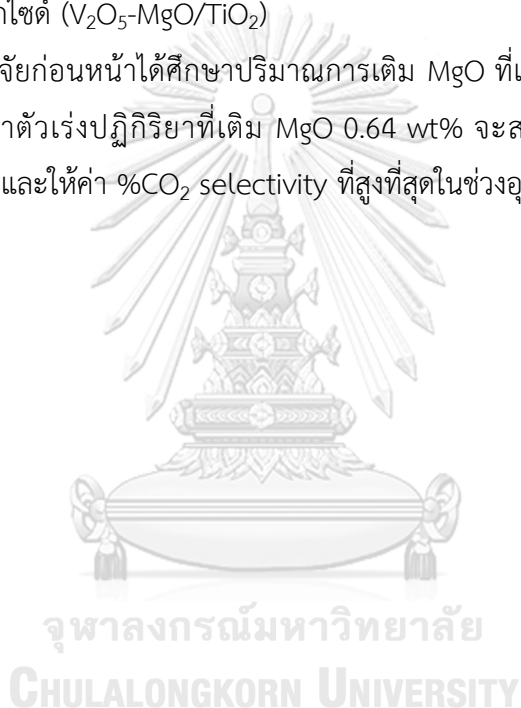 ไซด์ (V2O5-MgO/TiO2)
จัยก่อนหน้าได้ศึกษาปริมาณการเติม MgO ที่
าตัวเร่งปฏิกิริยาที่เติม MgO 0.64 wt% จะส
และให้ค่า %CO2 selectivity ที่สูงที่สุดในช่วงอุ
จุฬาลงกรณ์มหาวิทยาลัย
CHULALONGKORN UNIVERSITY